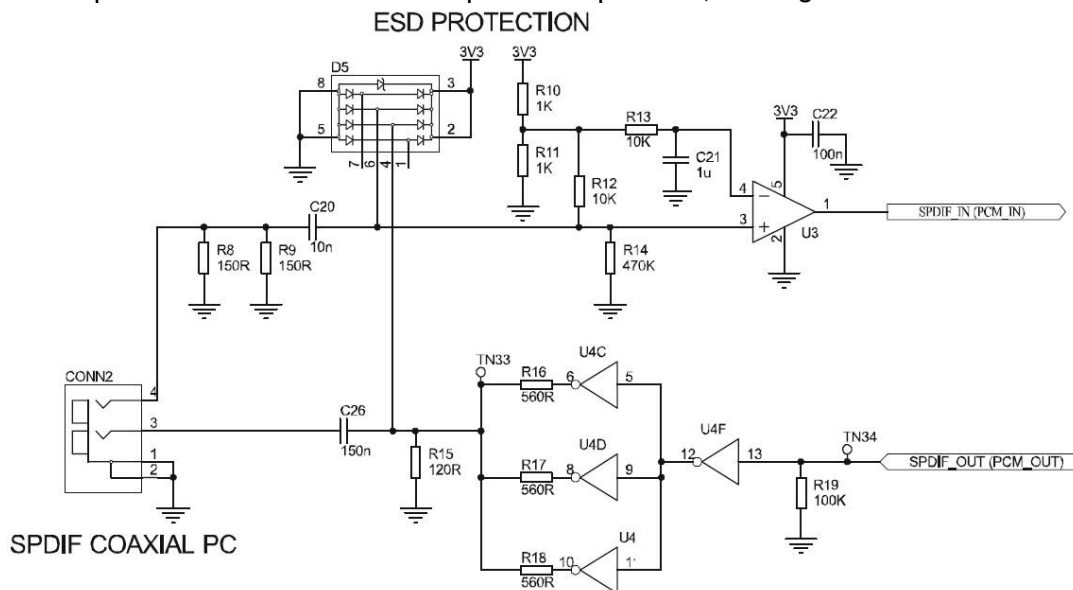 ESD PROTECTION
3V3
3V3
D5
8
3
5
2
7
6
4
1
R10
1K
R11
1K
R13
10K
C21
1u
R12
10K
3V3
C22
100n
4
5
3
1
2
U3
SPDIF_IN (PCM_IN)
C20
10n
R8
150R
R9
150R
R14
470K
CONN2
4
3
1
2
C26
150n
R15
120R
TN33
R16
560R
6
U4C
5
R17
560R
8
U4D
9
R18
560R
10
U4
12
U4F
13
TN34
R19
100K
SPDIF_OUT (PCM_OUT)
SPDIF COAXIAL PC